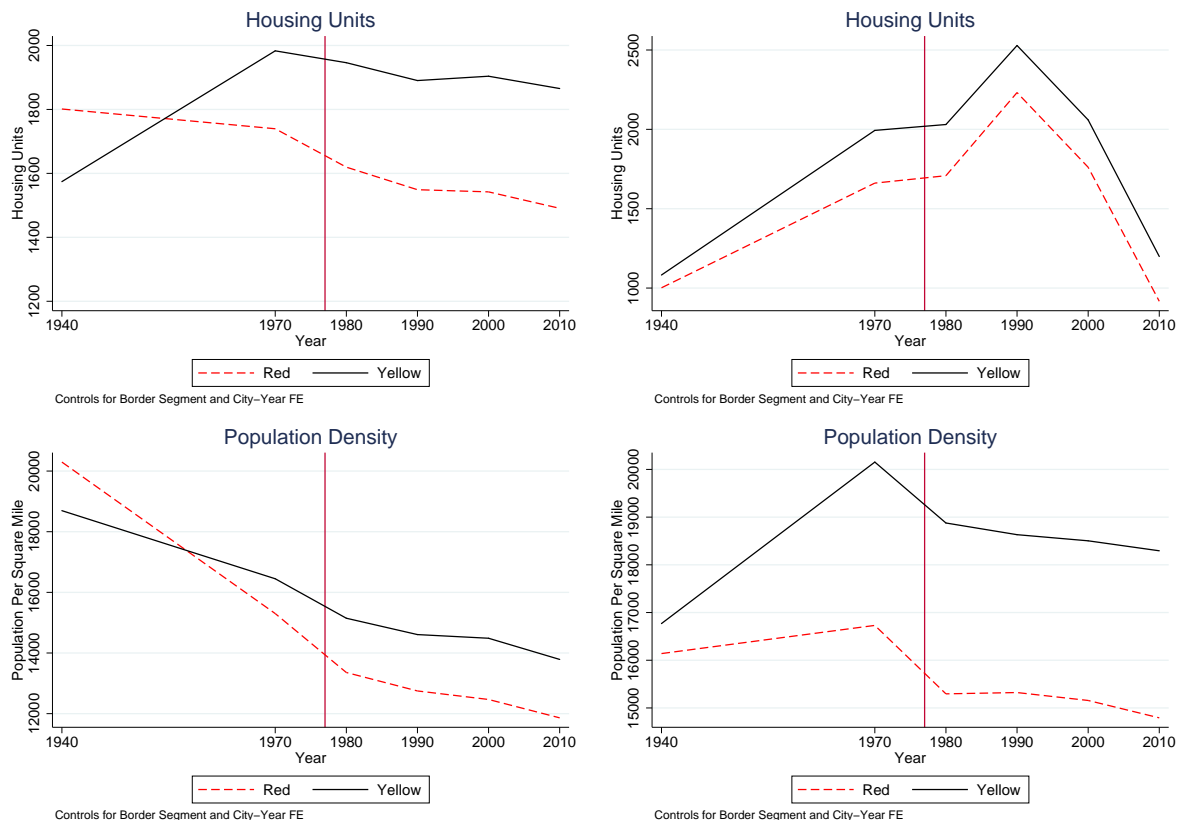 Housing Units
Housing Units
1200 1400 1600 1800 2000
1940 1970 1980 1990 2000 2010
Year
Red Yellow
Controls for Border Segment and City−Year FE
Housing Units
Housing Units
1000 1500 2000 2500
1940 1970 1980 1990 2000 2010
Year
Red Yellow
Controls for Border Segment and City−Year FE
Population Density
Population Per Square Mile
12000 14000 16000 18000 20000
1940 1970 1980 1990 2000 2010
Year
Red Yellow
Controls for Border Segment and City−Year FE
Population Density
Population Per Square Mile
15000 16000 17000 18000 19000 20000
1940 1970 1980 1990 2000 2010
Year
Red Yellow
Controls for Border Segment and City−Year FE